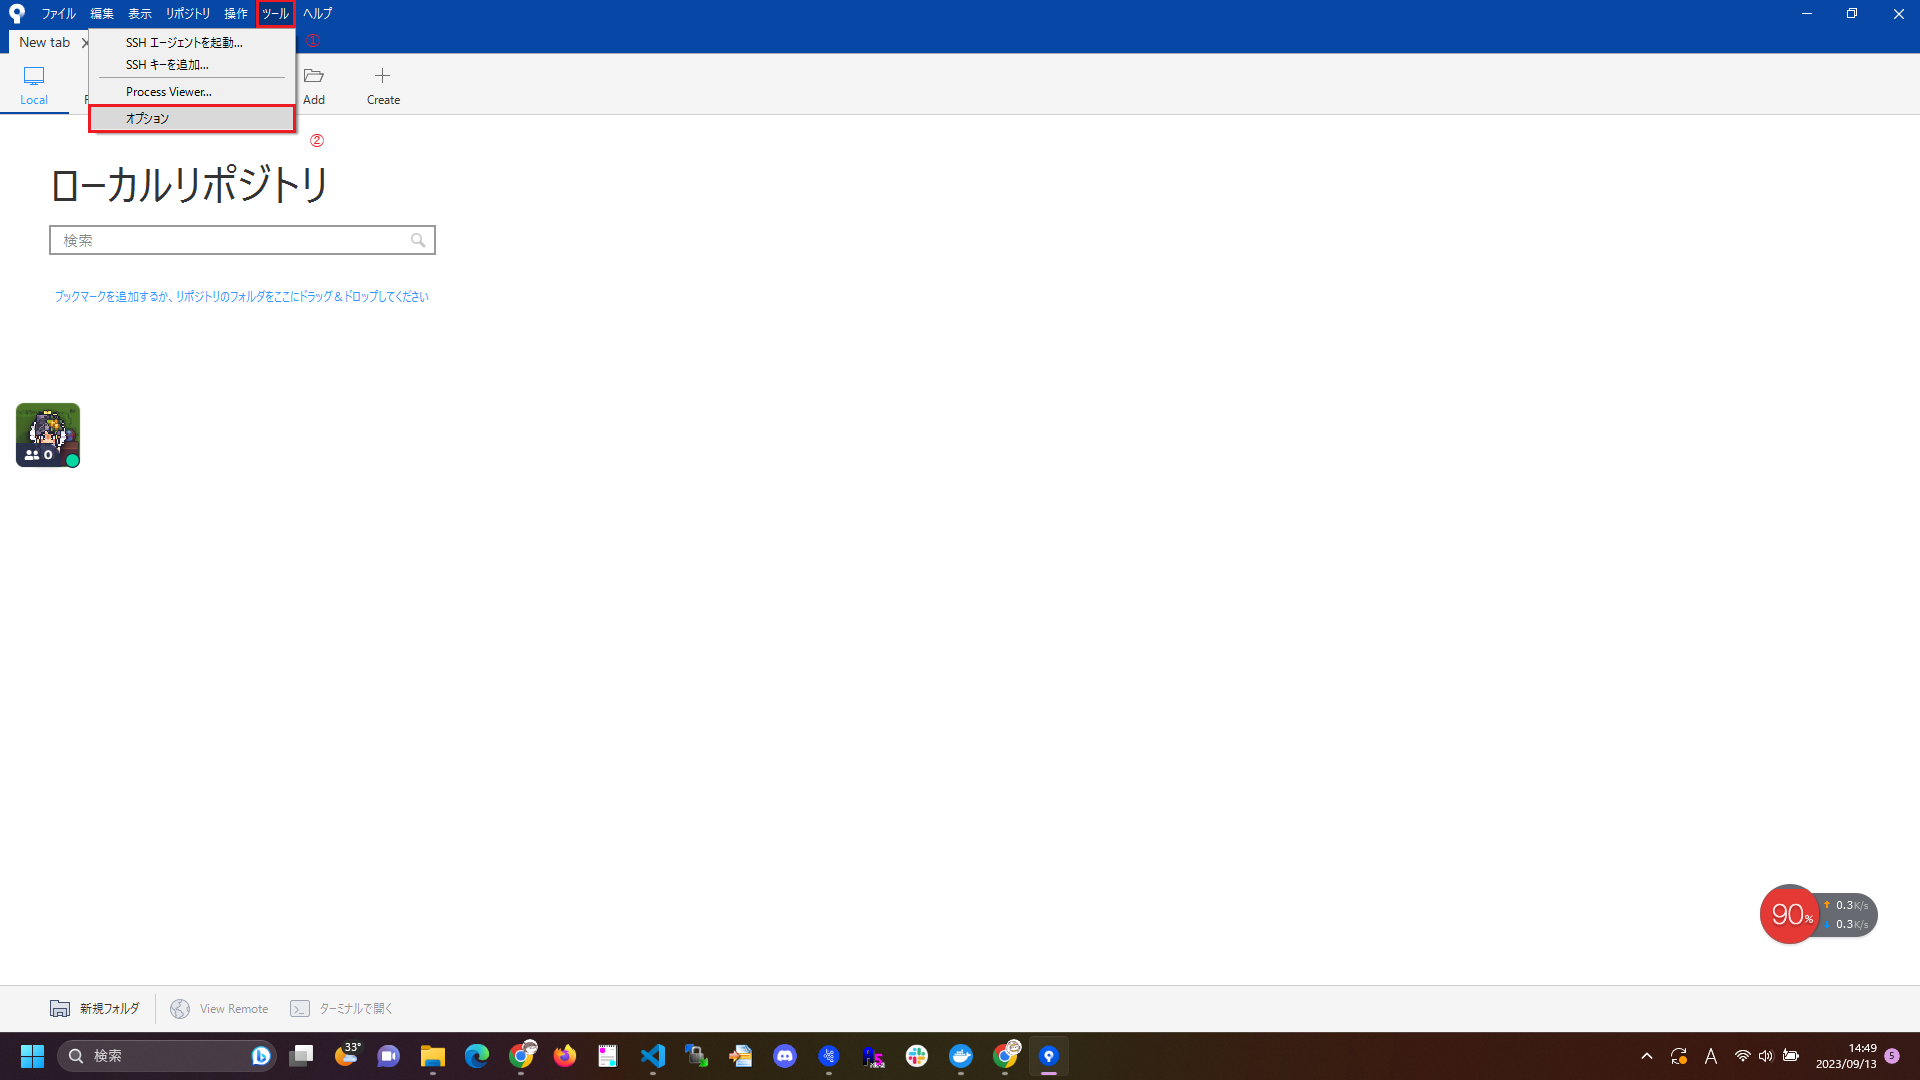 ファイル 編集 表示 リポジトリ 操作 ツール ヘルプ
New tab
①
SSH エージェントを起動...
SSH キーを追加...
Process Viewer...
オプション
②
Local
Add
Create
ローカルリポジトリ
検索
ブックマークを追加するか、リポジトリのフォルダをここにドラッグ＆ドロップしてください
0
90%
0.3K/s
0.3K/s
新規フォルダ
View Remote
ターミナルで開く
検索
33°
A
14:49
2023/09/13
5